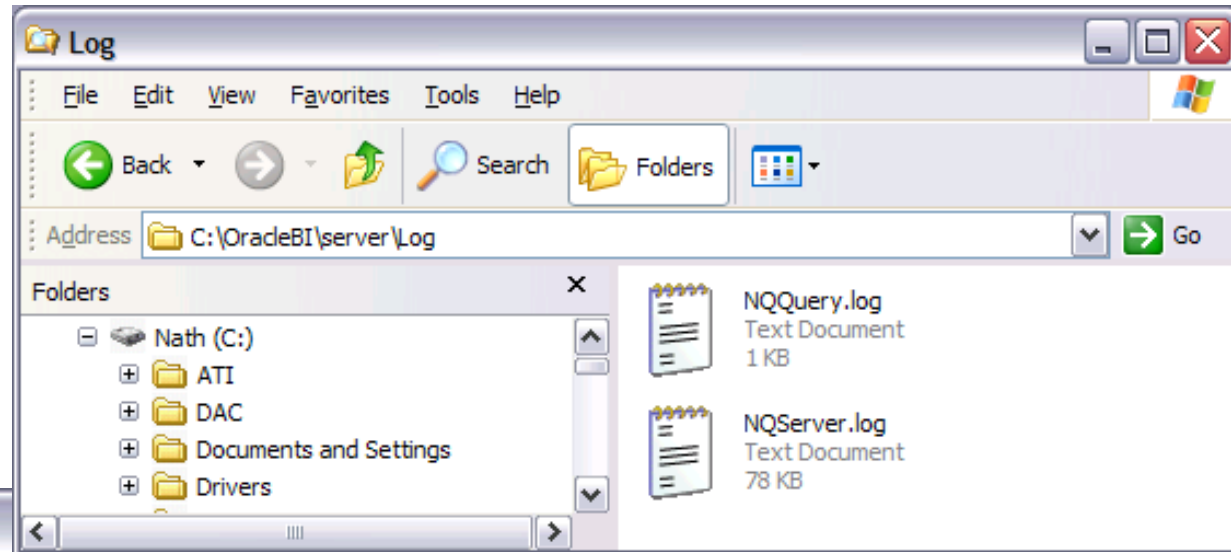 Log
File Edit View Favorites Tools Help
Back Search Folders
Address C:\OracleBI\server\Log Go
Folders
Nath (C:)
ATI
DAC
Documents and Settings
Drivers
NQQuery.log
Text Document
1 KB
NQServer.log
Text Document
78 KB